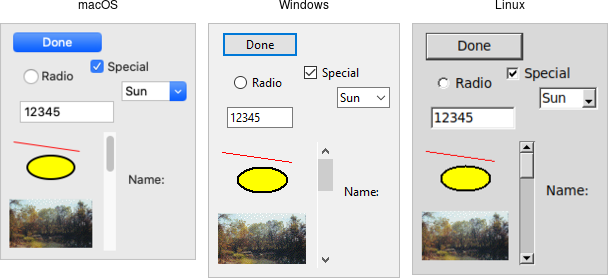 macOS
Done
Radio
Special
Sun
12345
Name:
Windows
Done
Radio
Special
Sun
12345
Name:
Linux
Done
Radio
Special
Sun
12345
Name: